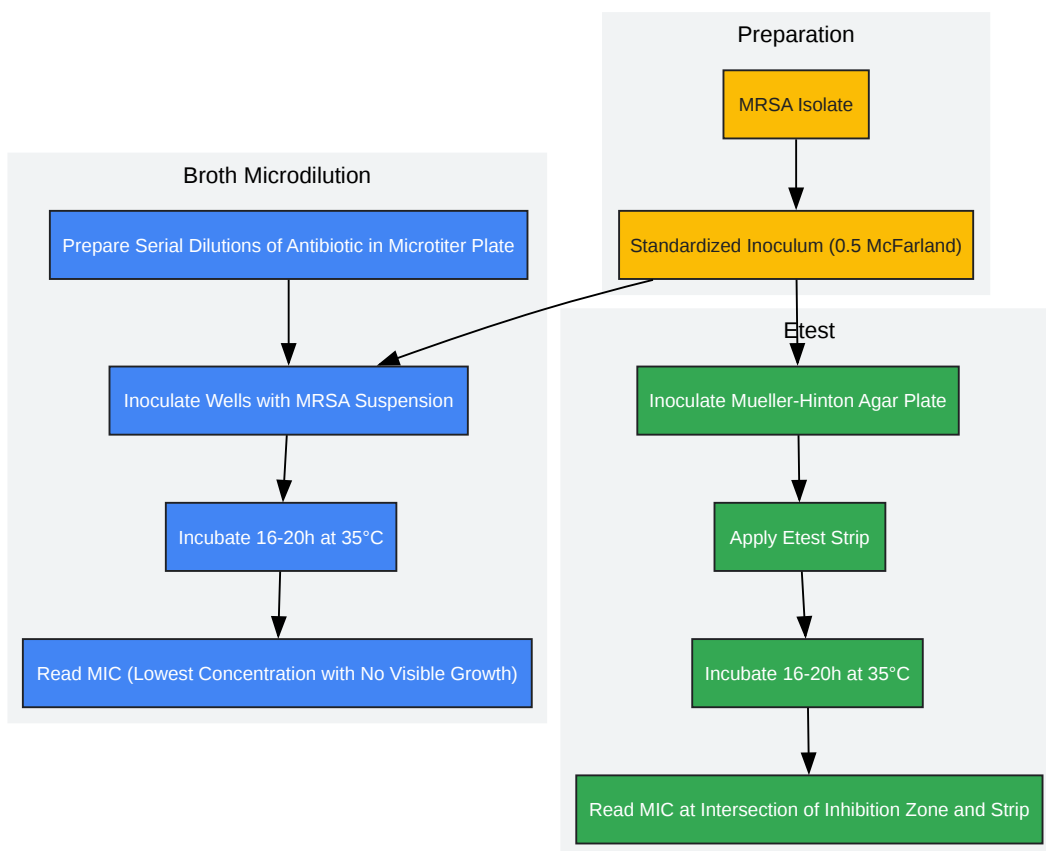 Preparation
MRSA Isolate
Standardized Inoculum (0.5 McFarland)
Broth Microdilution
Prepare Serial Dilutions of Antibiotic in Microtiter Plate
Inoculate Wells with MRSA Suspension
Incubate 16-20h at 35°C
Read MIC (Lowest Concentration with No Visible Growth)
Etest
Inoculate Mueller-Hinton Agar Plate
Apply Etest Strip
Incubate 16-20h at 35°C
Read MIC at Intersection of Inhibition Zone and Strip